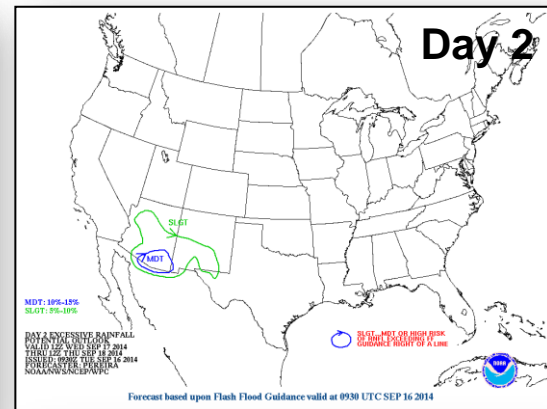 Day 2
SLGT
MDT
MDT: 10%-15%
SLGT: 5%-10%
DAY 2 EXCESSIVE RAINFALL
POTENTIAL OUTLOOK
VALID 12Z WED SEP 17 2014
THRU 12Z THU SEP 18 2014
ISSUED: 0930Z TUE SEP 16 2014
FORECASTER: PEREIRA
NOAA/NWS/NCEP/WPC
SLGT...MDT OR HIGH RISK
OF RNFL EXCEEDING FF
GUIDANCE RIGHT OF A LINE
NOAA
Forecast based upon Flash Flood Guidance valid at 0930 UTC SEP 16 2014